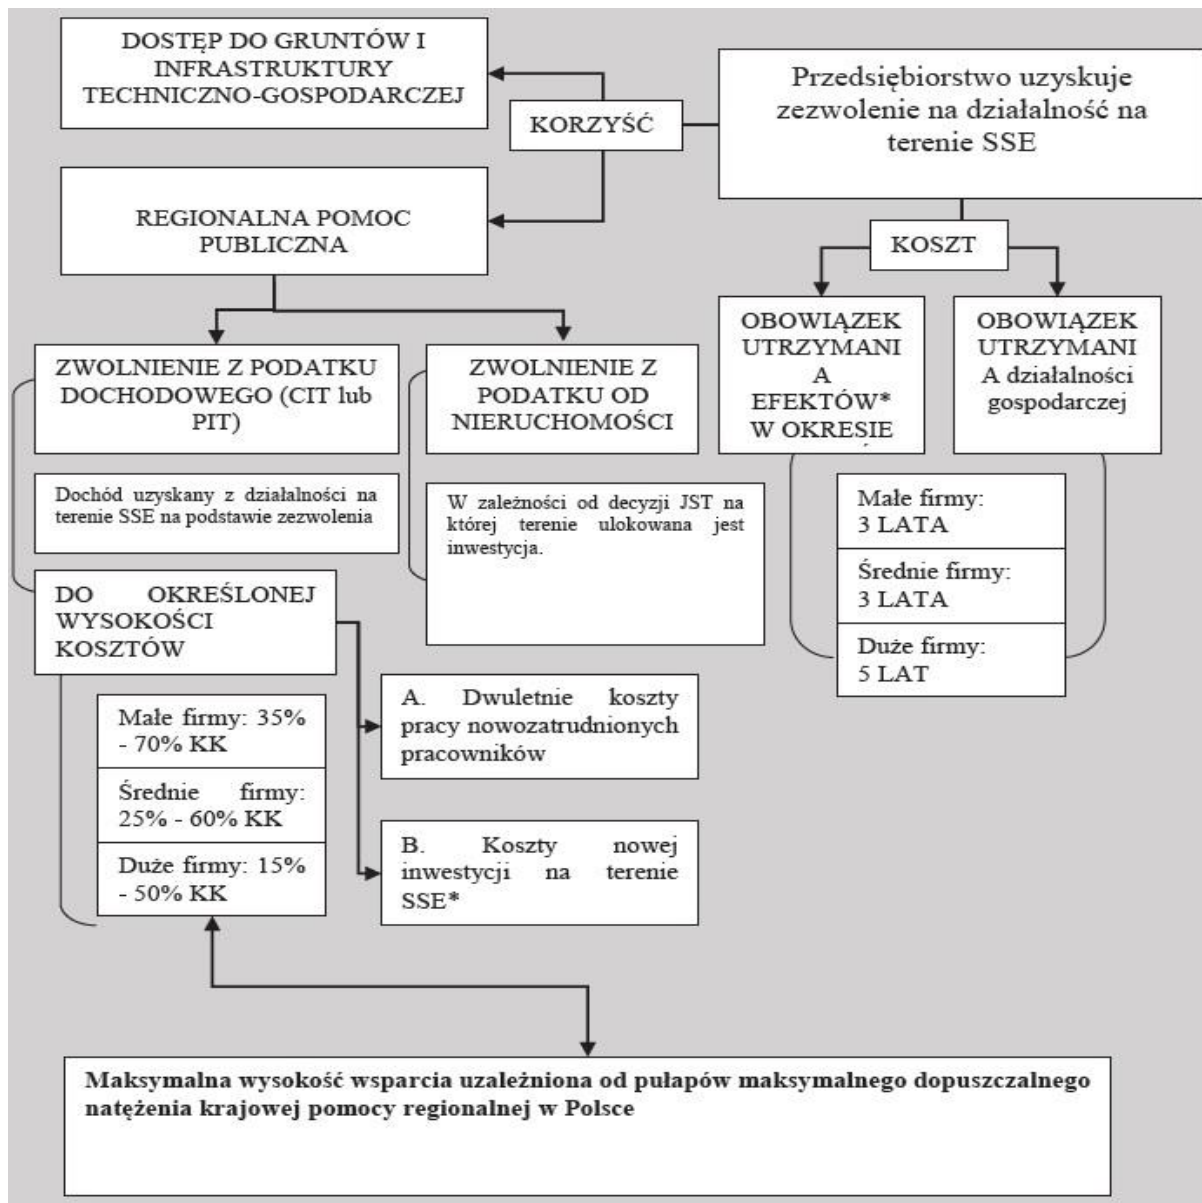 DOSTĘP DO GRUNTÓW I
INFRASTRUKTURY
TECHNICZNO-GOSPODARCZEJ
KORZYŚĆ
Przedsiębiorstwo uzyskuje
zezwolenie na działalność na
terenie SSE
REGIONALNA POMOC
PUBLICZNA
KOSZT
ZWOLNIENIE Z PODATKU
DOCHODOWEGO (CIT lub
PIT)
ZWOLNIENIE Z
PODATKU OD
NIERUCHOMOŚCI
OBOWIĄZEK
UTRZYMANI
A
EFEKTÓW*
W OKRESIE
OBOWIĄZEK
UTRZYMANI
A działalności
gospodarczej
Dochód uzyskany z działalności na
terenie SSE na podstawie zezwolenia
W zależności od decyzji JST na
której terenie ulokowana jest
inwestycja.
Małe firmy:
3 LATA
Średnie firmy:
3 LATA
Duże firmy:
5 LAT
DO OKREŚLONEJ
WYSOKOŚCI
KOSZTÓW
Małe firmy: 35%
- 70% KK
Średnie firmy:
25% - 60% KK
Duże firmy: 15%
- 50% KK
A. Dwuletnie koszty
pracy nowozatrudnionych
pracowników
B. Koszty nowej
inwestycji na terenie
SSE*
Maksymalna wysokość wsparcia uzależniona od pułapów maksymalnego dopuszczalnego
natężenia krajowej pomocy regionalnej w Polsce